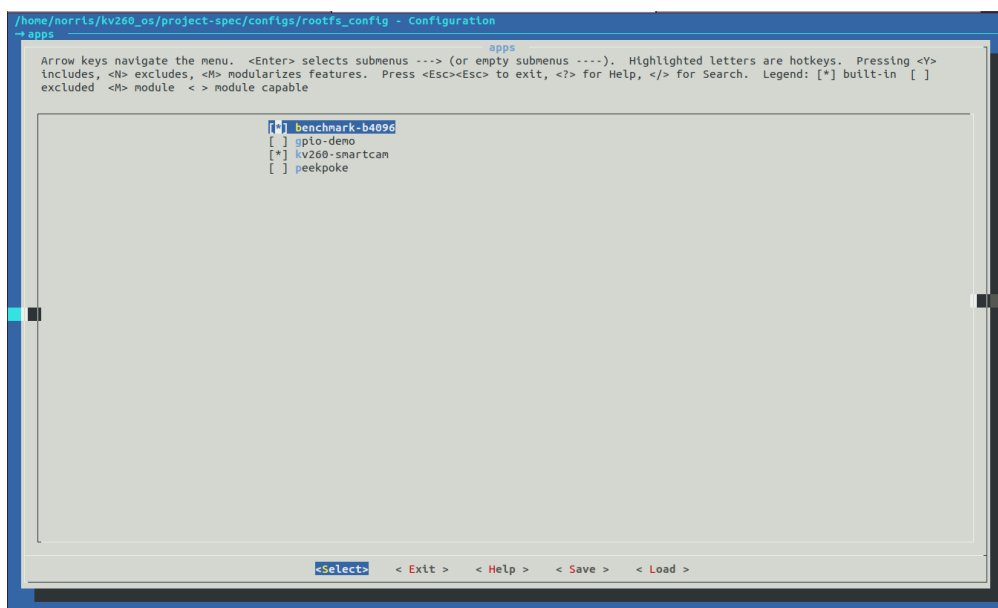 /home/norris/kv260_os/project-spec/configs/rootfs_config - Configuration
→ apps
apps
Arrow keys navigate the menu.  <Enter> selects submenus ---> (or empty submenus ----).  Highlighted letters are hotkeys.  Pressing <Y>
includes, <N> excludes, <M> modularizes features.  Press <Esc><Esc> to exit, <?> for Help, </> for Search.  Legend: [*] built-in  [ ]
excluded  <M> module  < > module capable
[*] benchmark-b4096
[ ] gpio-demo
[*] kv260-smartcam
[ ] peekpoke
<Select>    < Exit >    < Help >    < Save >    < Load >